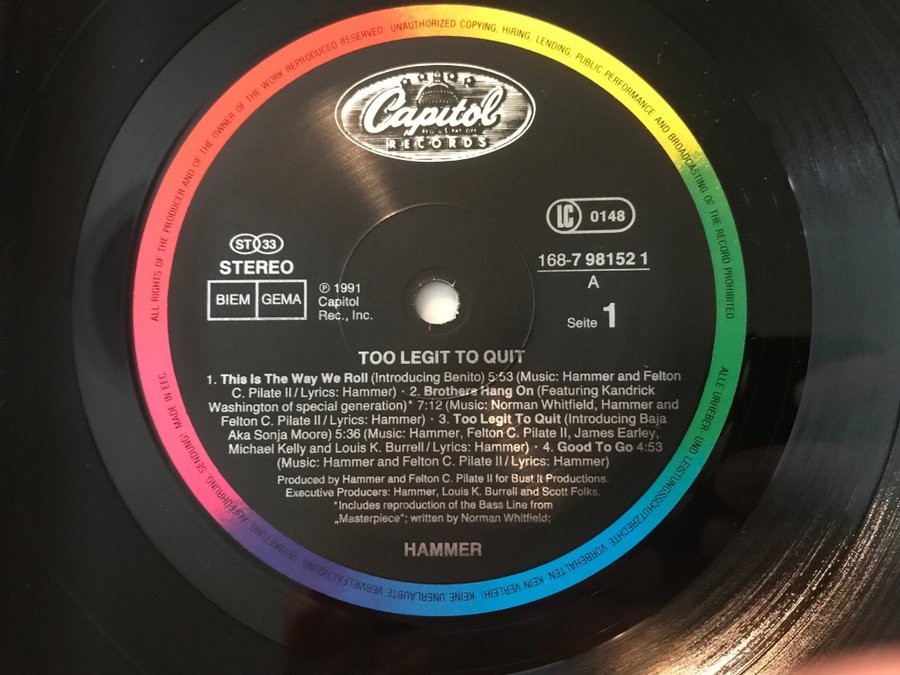 ALL RIGHTS OF THE PRODUCER AND OF THE OWNER OF THE WORK REPRODUCED RESERVED. UNAUTHORIZED COPYING, HIRING, LENDING, PUBLIC PERFORMANCE AND BROADCASTING OF THE RECORD PROHIBITED.
Capitol
REG. U.S. PAT. OFF.
RECORDS
LC 0148
ST 33
STEREO
BIEM GEMA
℗ 1991
Capitol
Rec., Inc.
168-7 98152 1
A
Seite 1
TOO LEGIT TO QUIT
1. This Is The Way We Roll (Introducing Benito) 5:53 (Music: Hammer and Felton
C. Pilate II / Lyrics: Hammer) · 2. Brothers Hang On (Featuring Kandrick
Washington of special generation)* 7:12 (Music: Norman Whitfield, Hammer and
Felton C. Pilate II / Lyrics: Hammer) · 3. Too Legit To Quit (Introducing Baja
Aka Sonja Moore) 5:36 (Music: Hammer, Felton C. Pilate II, James Earley,
Michael Kelly and Louis K. Burrell / Lyrics: Hammer) · 4. Good To Go 4:53
(Music: Hammer and Felton C. Pilate II / Lyrics: Hammer)
Produced by Hammer and Felton C. Pilate II for Bust It Productions.
Executive Producers: Hammer, Louis K. Burrell and Scott Folks.
*Includes reproduction of the Bass Line from
„Masterpiece"; written by Norman Whitfield;
HAMMER
ALLE URHEBER- UND LEISTUNGSSCHUTZRECHTE VORBEHALTEN. KEIN VERLEIH! KEINE UNERLAUBTE VERVIELFÄLTIGUNG, VERMIETUNG, AUFFÜHRUNG, SENDUNG! MADE IN EEC.